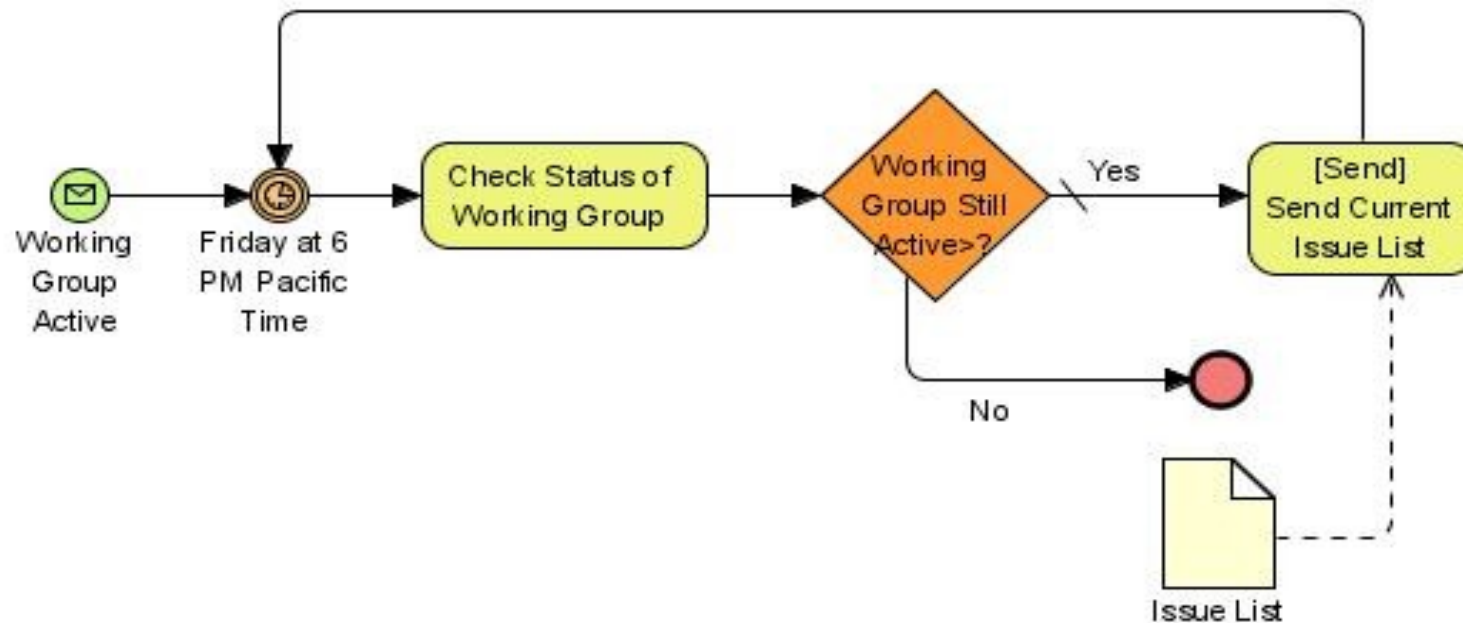 Working
Group
Active
Friday at 6
PM Pacific
Time
Check Status of
Working Group
Working
Group Still
Active>?
Yes
No
[Send]
Send Current
Issue List
Issue List